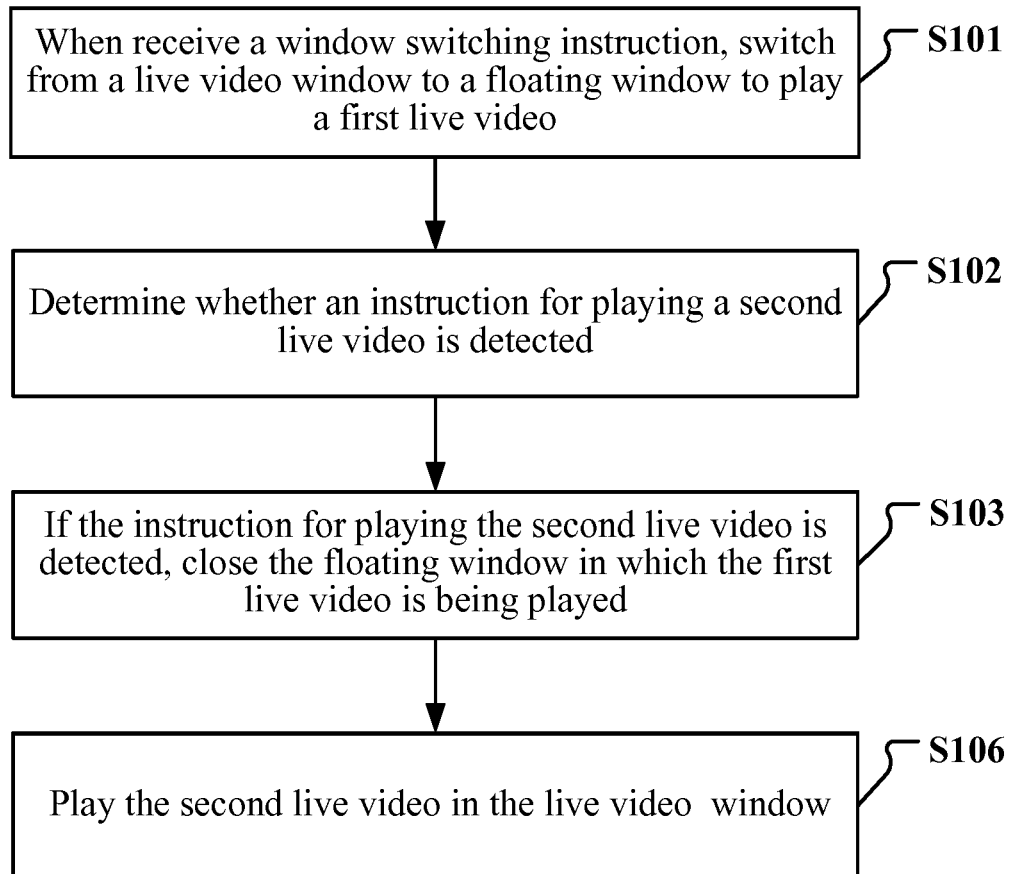 When receive a window switching instruction, switch
from a live video window to a floating window to play
a first live video
S101
Determine whether an instruction for playing a second
live video is detected
S102
If the instruction for playing the second live video is
detected, close the floating window in which the first
live video is being played
S103
Play the second live video in the live video window
S106